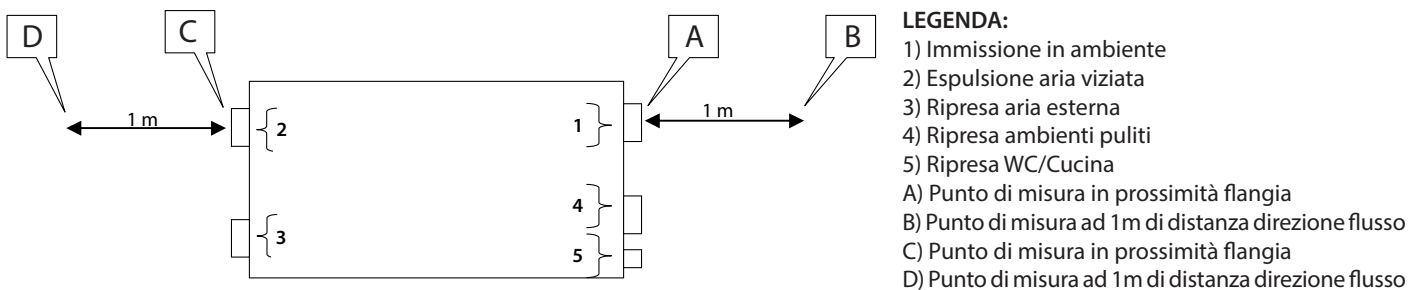 D
C
A
B
1 m
1 m
2
1
3
4
5
LEGENDA:
1) Immissione in ambiente
2) Espulsione aria viziata
3) Ripresa aria esterna
4) Ripresa ambienti puliti
5) Ripresa WC/Cucina
A) Punto di misura in prossimità flangia
B) Punto di misura ad 1m di distanza direzione flusso
C) Punto di misura in prossimità flangia
D) Punto di misura ad 1m di distanza direzione flusso